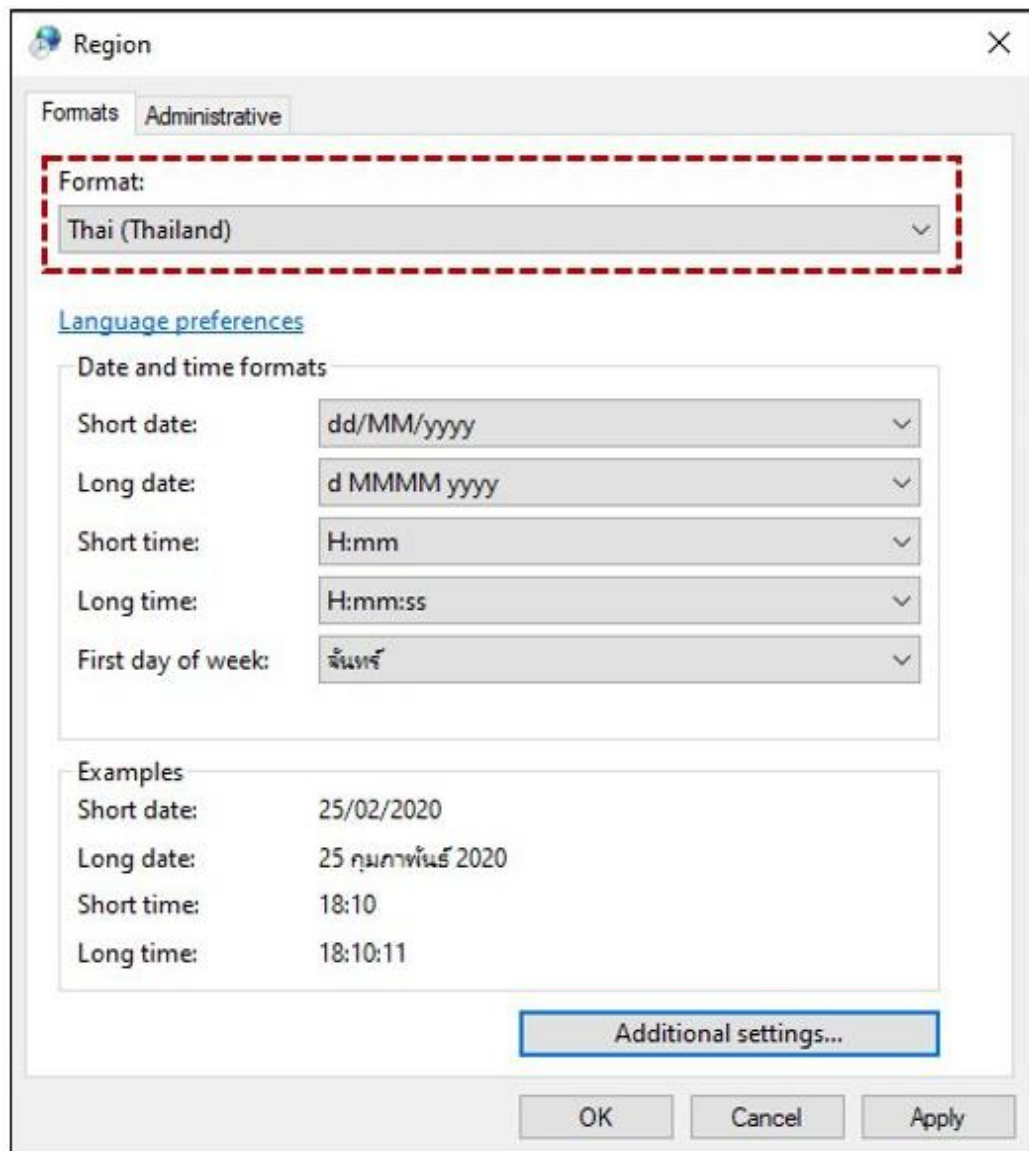 Region
Formats Administrative
Format:
Thai (Thailand)
Language preferences
Date and time formats
Short date: dd/MM/yyyy
Long date: d MMMM yyyy
Short time: H:mm
Long time: H:mm:ss
First day of week: จันทร์
Examples
Short date: 25/02/2020
Long date: 25 กุมภาพันธ์ 2020
Short time: 18:10
Long time: 18:10:11
Additional settings...
OK Cancel Apply